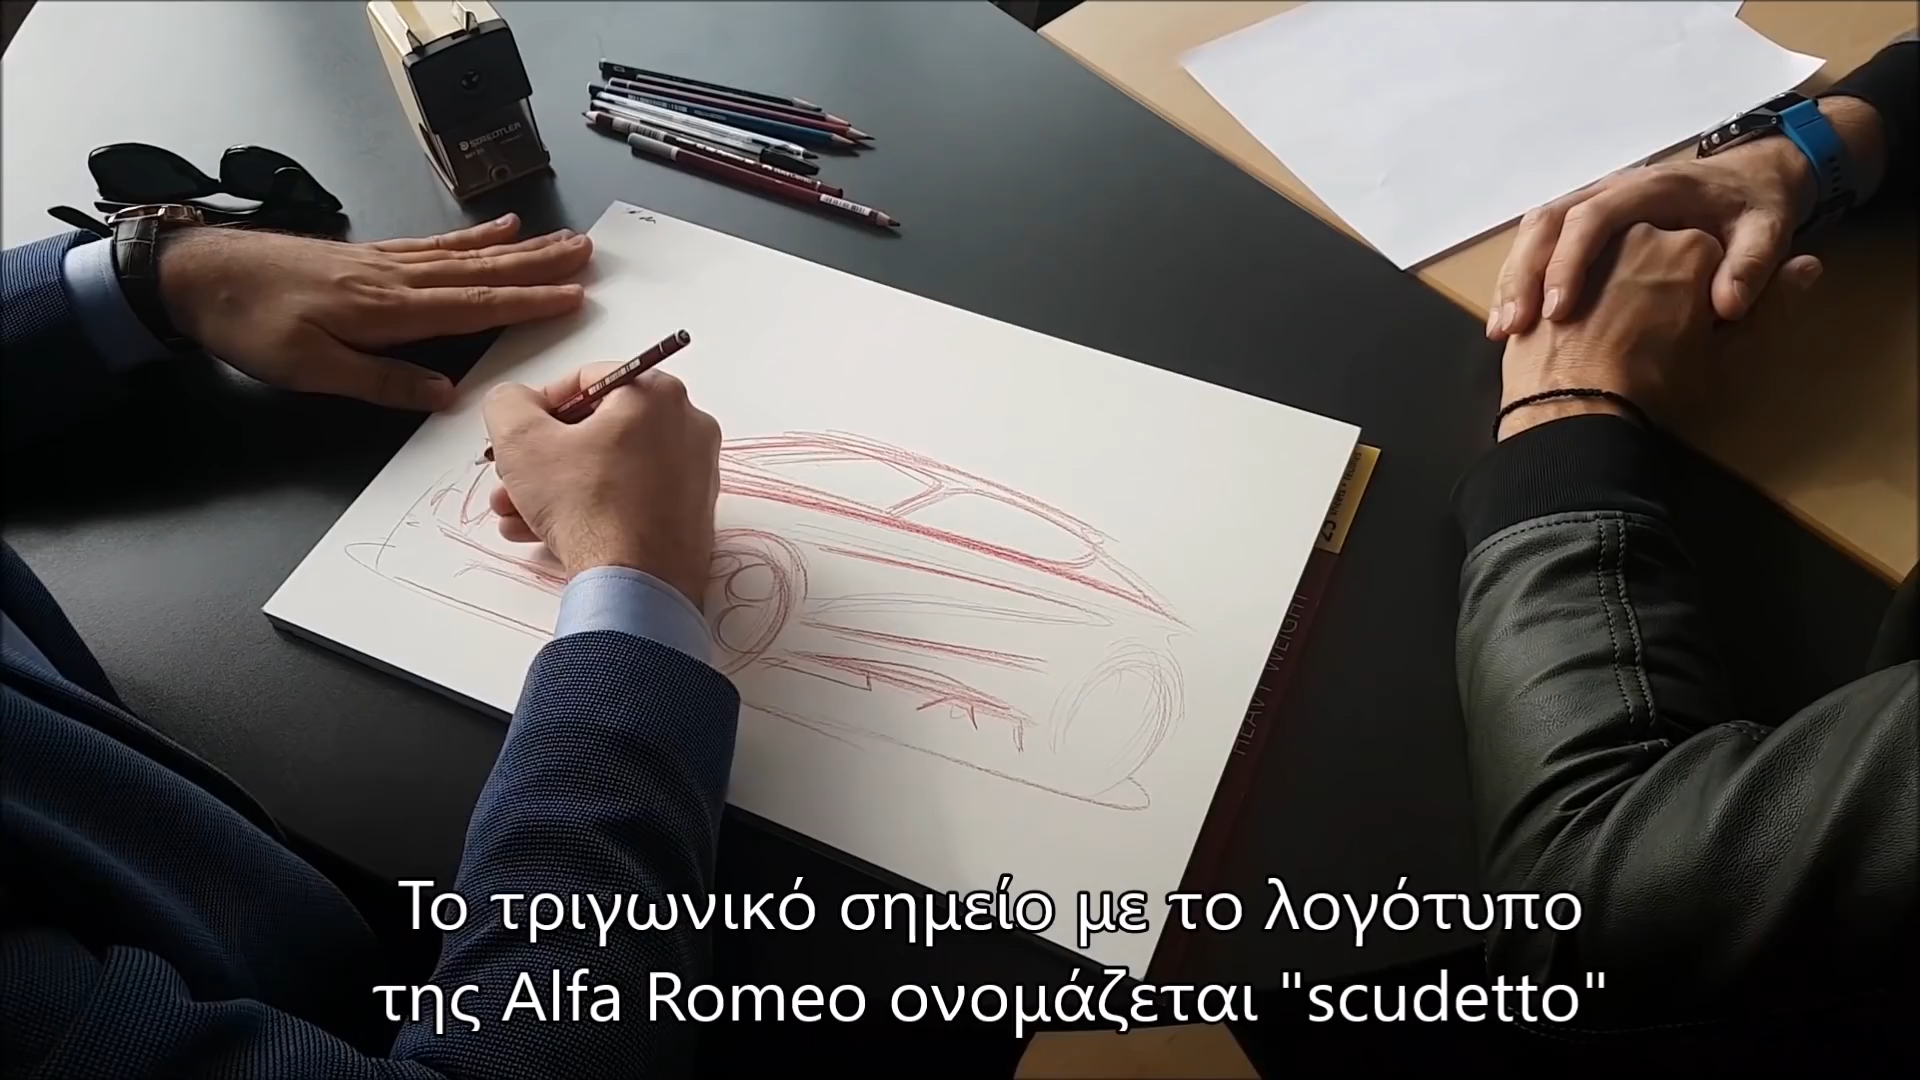 STAEDTLER
HEAVY WEIGHT
Το τριγωνικό σημείο με το λογότυπο
της Alfa Romeo ονομάζεται "scudetto"